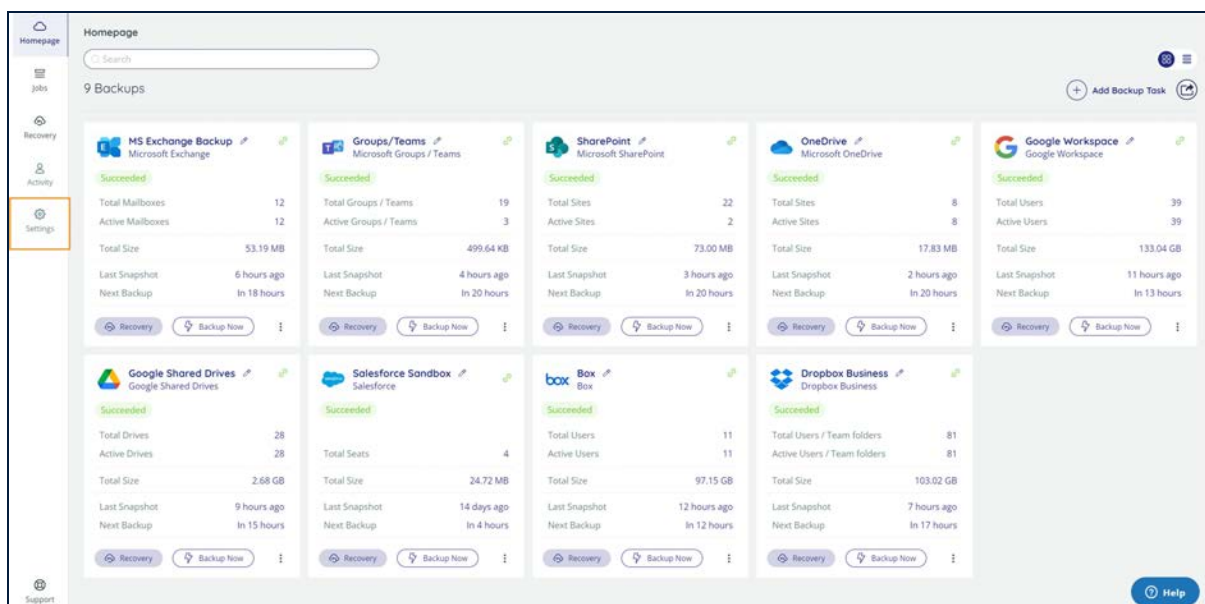 Homepage
Jobs
Recovery
Activity
Settings
Support
Homepage
Search
9 Backups
Add Backup Task
MS Exchange Backup
Microsoft Exchange
Succeeded
Total Mailboxes 12
Active Mailboxes 12
Total Size 53.19 MB
Last Snapshot 6 hours ago
Next Backup In 18 hours
Recovery Backup Now
Groups/Teams
Microsoft Groups / Teams
Succeeded
Total Groups / Teams 19
Active Groups / Teams 3
Total Size 499.64 KB
Last Snapshot 4 hours ago
Next Backup In 20 hours
Recovery Backup Now
SharePoint
Microsoft SharePoint
Succeeded
Total Sites 22
Active Sites 2
Total Size 73.00 MB
Last Snapshot 3 hours ago
Next Backup In 20 hours
Recovery Backup Now
OneDrive
Microsoft OneDrive
Succeeded
Total Sites 8
Active Sites 8
Total Size 17.83 MB
Last Snapshot 2 hours ago
Next Backup In 20 hours
Recovery Backup Now
Google Workspace
Google Workspace
Succeeded
Total Users 39
Active Users 39
Total Size 133.04 GB
Last Snapshot 11 hours ago
Next Backup In 13 hours
Recovery Backup Now
Google Shared Drives
Google Shared Drives
Succeeded
Total Drives 28
Active Drives 28
Total Size 2.68 GB
Last Snapshot 9 hours ago
Next Backup In 15 hours
Recovery Backup Now
Salesforce Sandbox
Salesforce
Succeeded
Total Seats 4
Total Size 24.72 MB
Last Snapshot 14 days ago
Next Backup In 4 hours
Recovery Backup Now
box Box
Box
Succeeded
Total Users 11
Active Users 11
Total Size 97.15 GB
Last Snapshot 12 hours ago
Next Backup In 12 hours
Recovery Backup Now
Dropbox Business
Dropbox Business
Succeeded
Total Users / Team folders 81
Active Users / Team folders 81
Total Size 103.02 GB
Last Snapshot 7 hours ago
Next Backup In 17 hours
Recovery Backup Now
Help